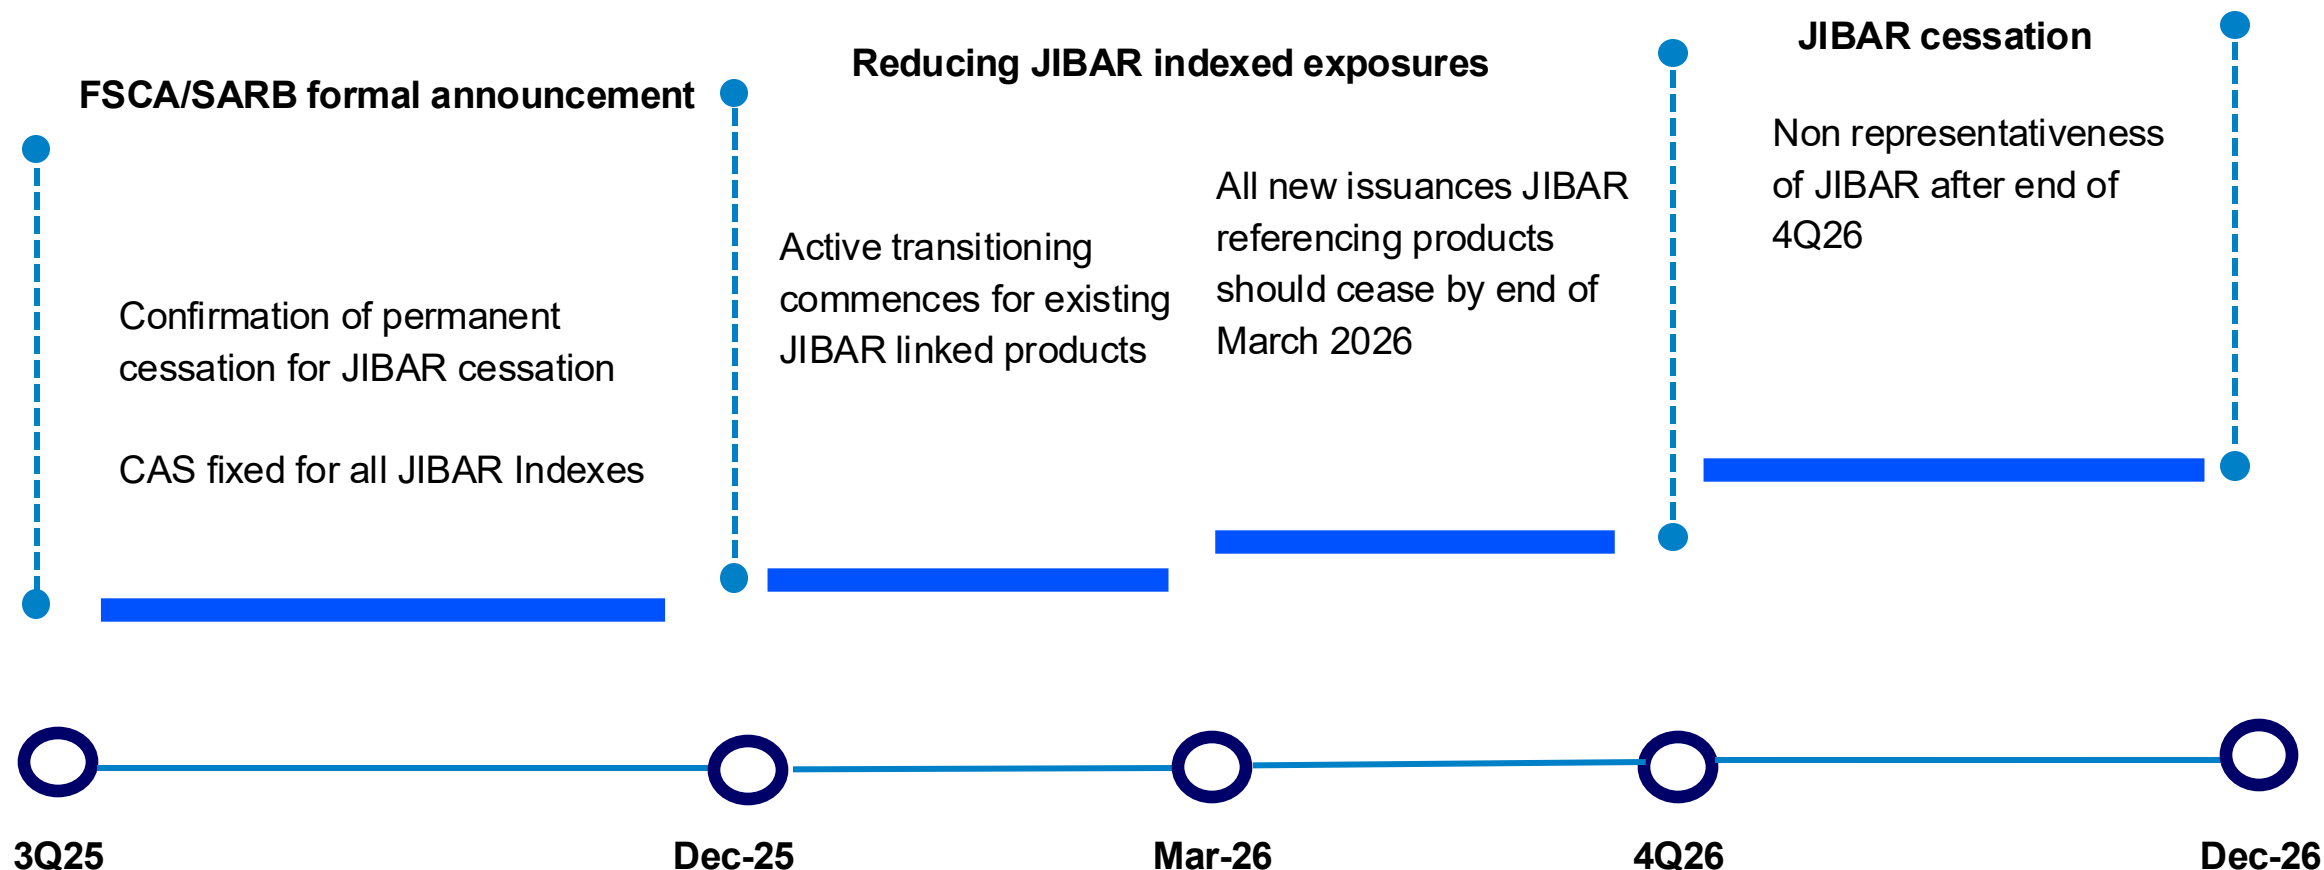 FSCA/SARB formal announcement
Confirmation of permanent
cessation for JIBAR cessation
CAS fixed for all JIBAR Indexes
Reducing JIBAR indexed exposures
Active transitioning
commences for existing
JIBAR linked products
All new issuances JIBAR
referencing products
should cease by end of
March 2026
JIBAR cessation
Non representativeness
of JIBAR after end of
4Q26
3Q25
Dec-25
Mar-26
4Q26
Dec-26